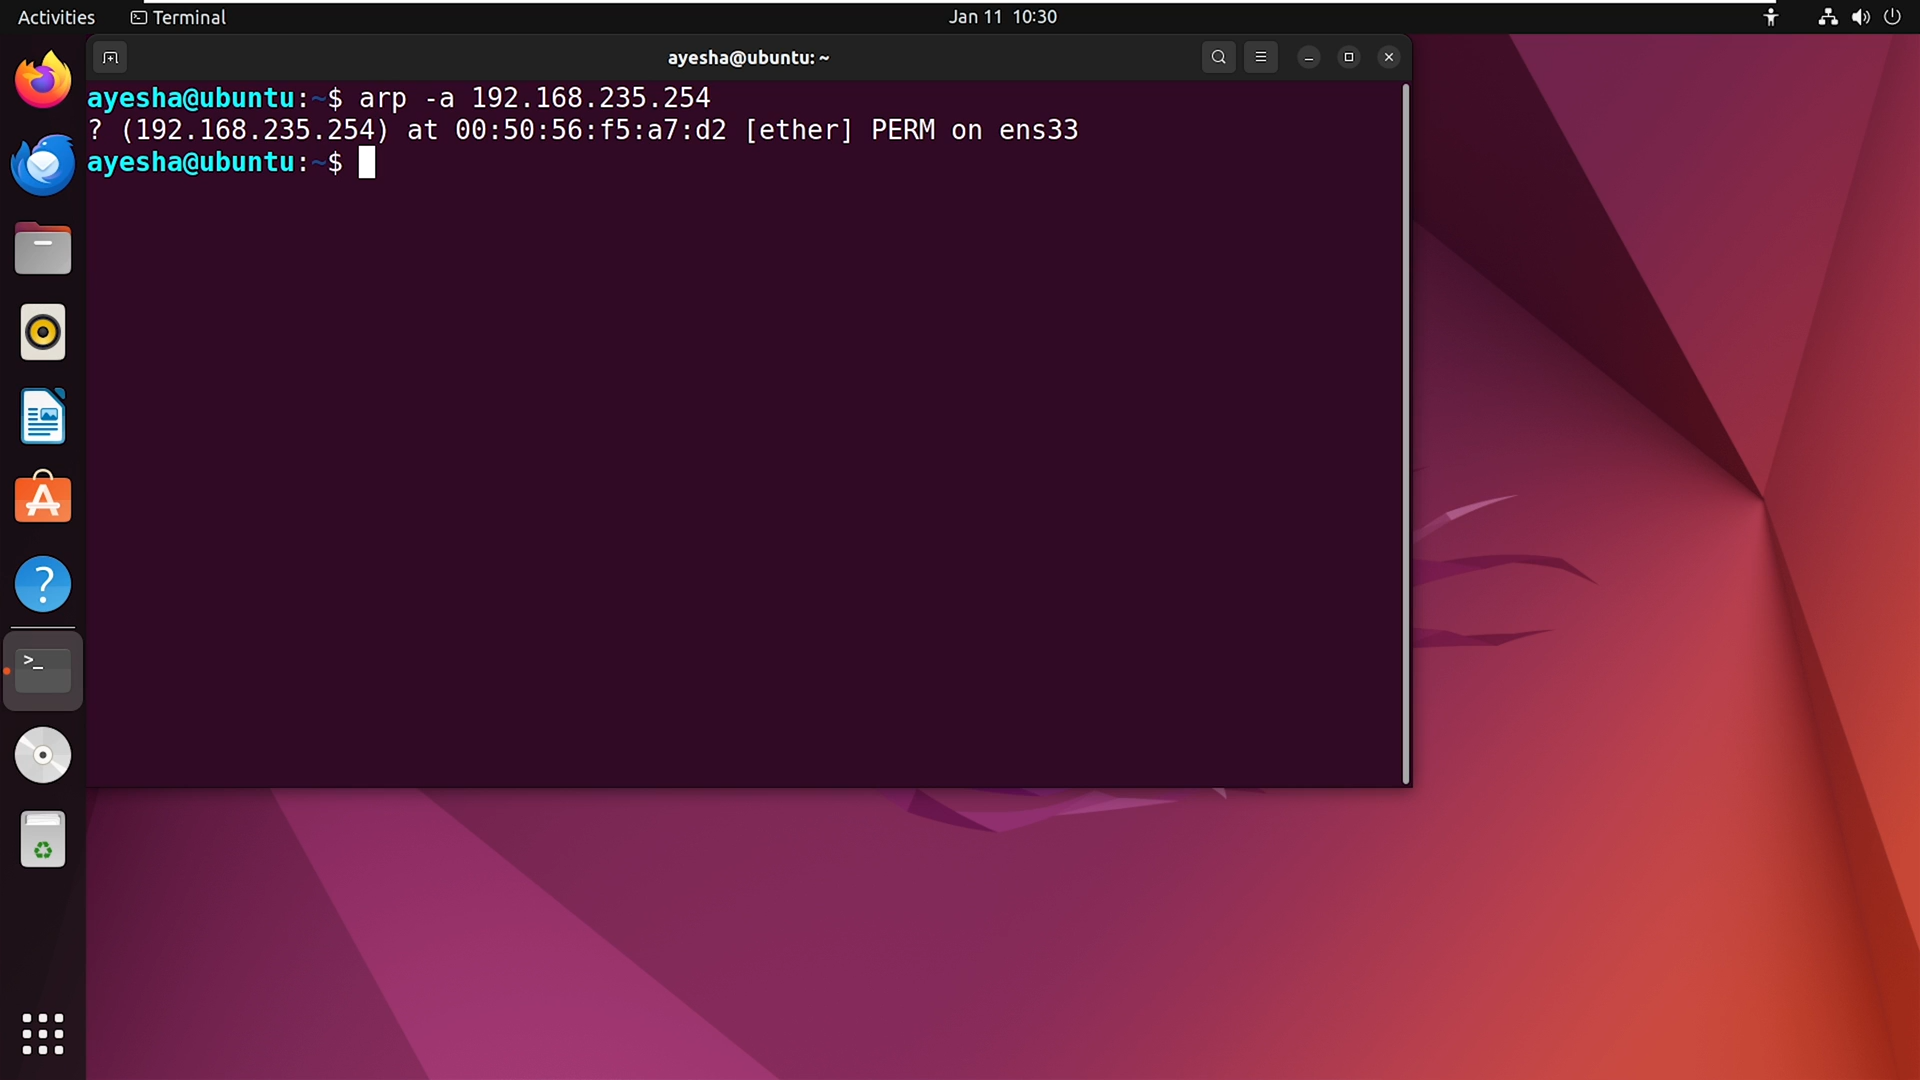 Activities Terminal Jan 11 10:30
ayesha@ubuntu: ~
ayesha@ubuntu:~$ arp -a 192.168.235.254
? (192.168.235.254) at 00:50:56:f5:a7:d2 [ether] PERM on ens33
ayesha@ubuntu:~$